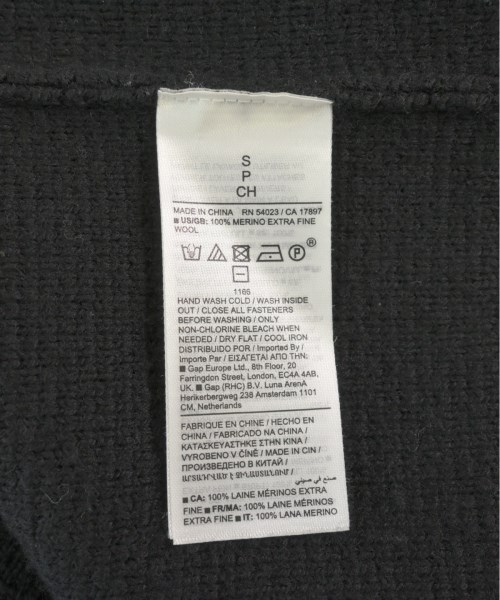 S
P
CH
MADE IN CHINA RN 54023 / CA 17897
■ US/GB: 100% MERINO EXTRA FINE
WOOL
P ®
1166
HAND WASH COLD / WASH INSIDE
OUT / CLOSE ALL FASTENERS
BEFORE WASHING / ONLY
NON-CHLORINE BLEACH WHEN
NEEDED / DRY FLAT / COOL IRON
DISTRIBUIDO POR / Imported By /
Importe Par / ΕΙΣΑΓΕΤΑΙ ΑΠΟ ΤΗΝ:
■ Gap Europe Ltd., 8th Floor, 20
Farringdon Street, London, EC4A 4AB,
UK. ■ Gap (RHC) B.V. Luna ArenA
Herikerbergweg 238 Amsterdam 1101
CM, Netherlands
FABRIQUE EN CHINE / HECHO EN
CHINA / FABRICADO NA CHINA /
ΚΑΤΑΣΚΕΥΑΣΤΗΚΕ ΣΤΗΝ ΚΙΝΑ /
VYROBENO V ČÍNĚ / MADE IN CIN /
ПРОИЗВЕДЕНО В КИТАЙ /
ԱՐՏԱԴՐՎԱԾ Է ՉԻՆԱՍՏԱՆՈՒՄ /
صنع في صيني
■ CA: 100% LAINE MÉRINOS EXTRA
FINE ■ FR/MA: 100% LAINE MÉRINOS
EXTRA FINE ■ IT: 100% LANA MERINO